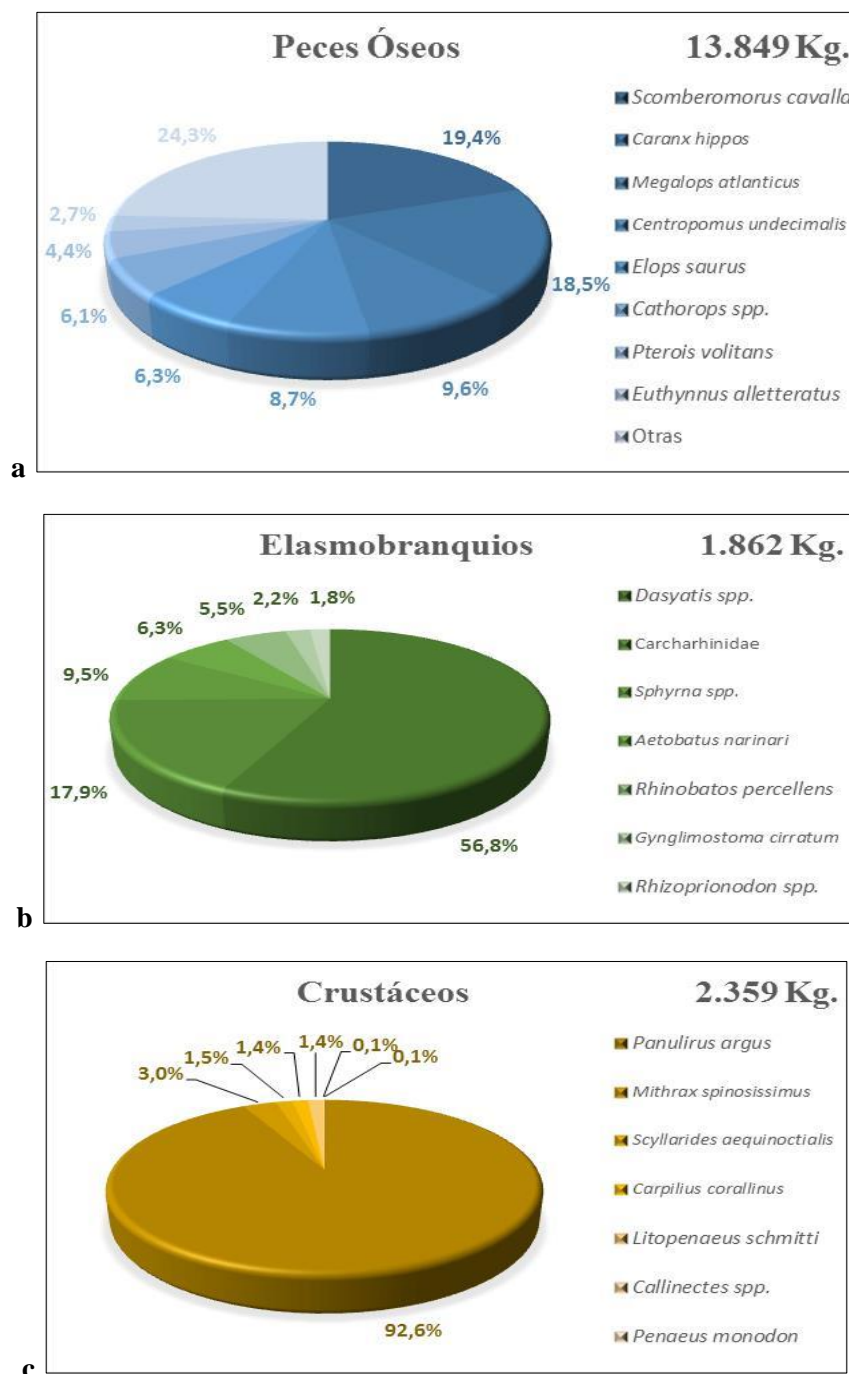 Peces Óseos
13.849 Kg.
24,3%
19,4%
2,7%
4,4%
6,1%
6,3%
8,7%
9,6%
18,5%
Scomberomorus cavalla
Caranx hippos
Megalops atlanticus
Centropomus undecimalis
Elops saurus
Cathorops spp.
Pterois volitans
Euthynnus alletteratus
Otras
a
Elasmobranquios
1.862 Kg.
5,5%
2,2%
1,8%
6,3%
9,5%
17,9%
56,8%
Dasyatis spp.
Carcharhinidae
Sphyrna spp.
Aetobatus narinari
Rhinobatos percellens
Gynglimostoma cirratum
Rhizoprionodon spp.
b
Crustáceos
2.359 Kg.
3,0%
1,5%
1,4%
1,4%
0,1%
0,1%
92,6%
Panulirus argus
Mithrax spinosissimus
Scyllarides aequinoctialis
Carpilius corallinus
Litopenaeus schmitti
Callinectes spp.
Penaeus monodon
c